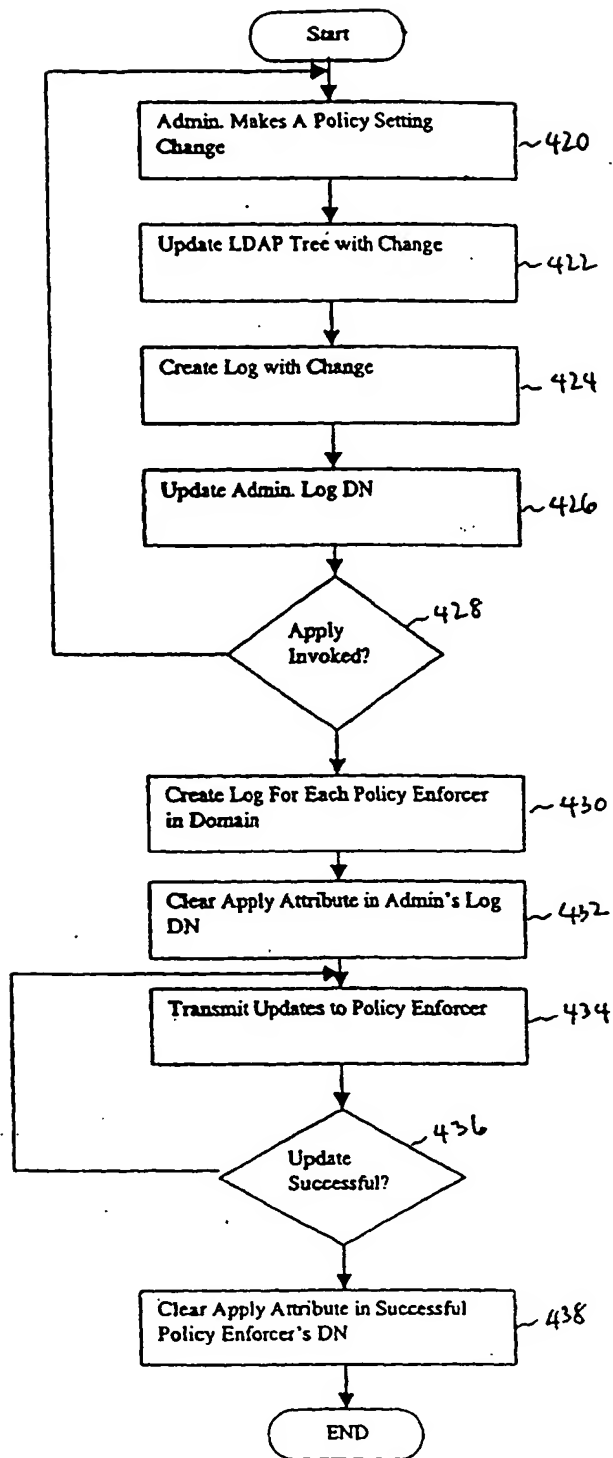 Start
Admin. Makes A Policy Setting
Change
~420
Update LDAP Tree with Change
~422
Create Log with Change
~424
Update Admin. Log DN
~426
~428
Apply
Invoked?
Create Log For Each Policy Enforcer
in Domain
~430
Clear Apply Attribute in Admin's Log
DN
~432
Transmit Updates to Policy Enforcer
~434
~436
Update
Successful?
Clear Apply Attribute in Successful
Policy Enforcer's DN
~438
END